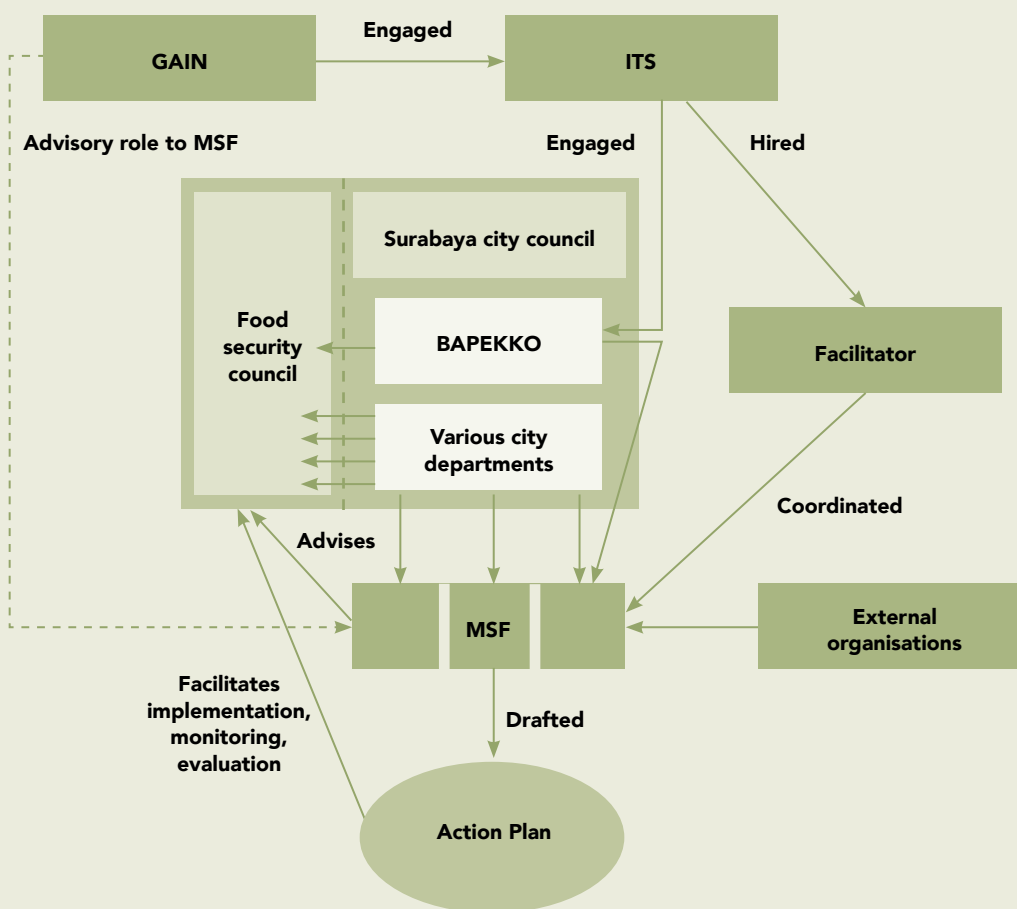 Engaged
GAIN
ITS
Advisory role to MSF
Engaged
Hired
Surabaya city council
Food
security
council
BAPEKKO
Facilitator
Various city
departments
Coordinated
Advises
MSF
External
organisations
Facilitates
implementation,
monitoring,
evaluation
Drafted
Action Plan